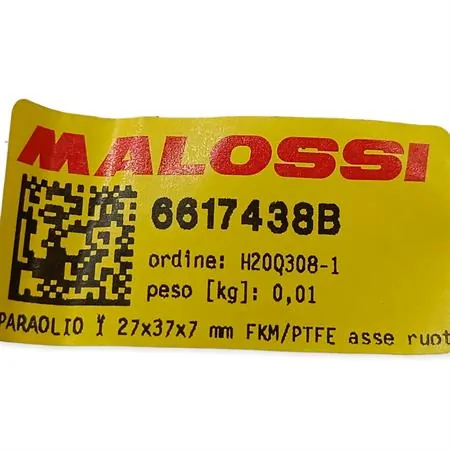 MALOSSI
6617438B
ordine: H20Q308-1
peso [kg]: 0,01
PARAOLIO 27x37x7 mm FKM/PTFE asse ruot